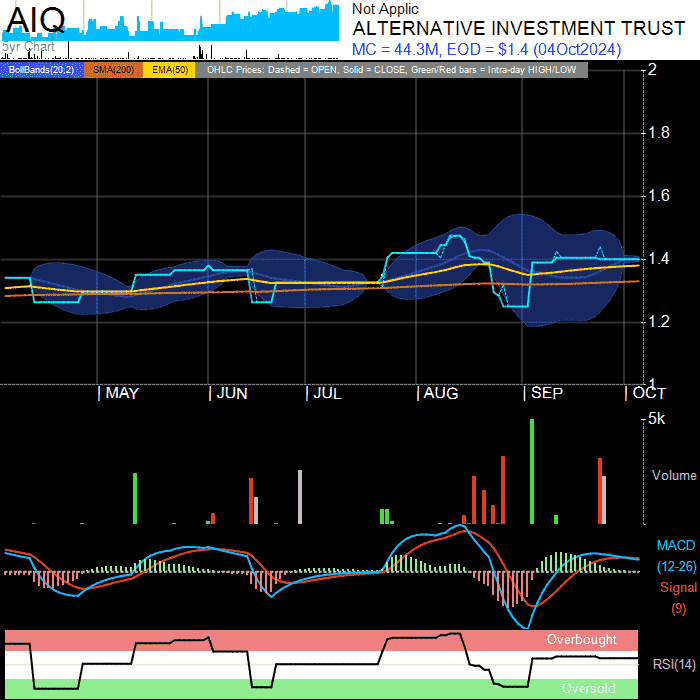 AIQ
5yr Chart
Not Applic
ALTERNATIVE INVESTMENT TRUST
MC = 44.3M, EOD = $1.4 (04Oct2024)
BollBands(20,2) SMA(200) EMA(50) OHLC Prices: Dashed = OPEN, Solid = CLOSE, Green/Red bars = Intra-day HIGH/LOW
2
1.8
1.6
1.4
1.2
1
MAY JUN JUL AUG SEP OCT
5k
Volume
MACD
(12-26)
Signal
(9)
Overbought
RSI(14)
Oversold